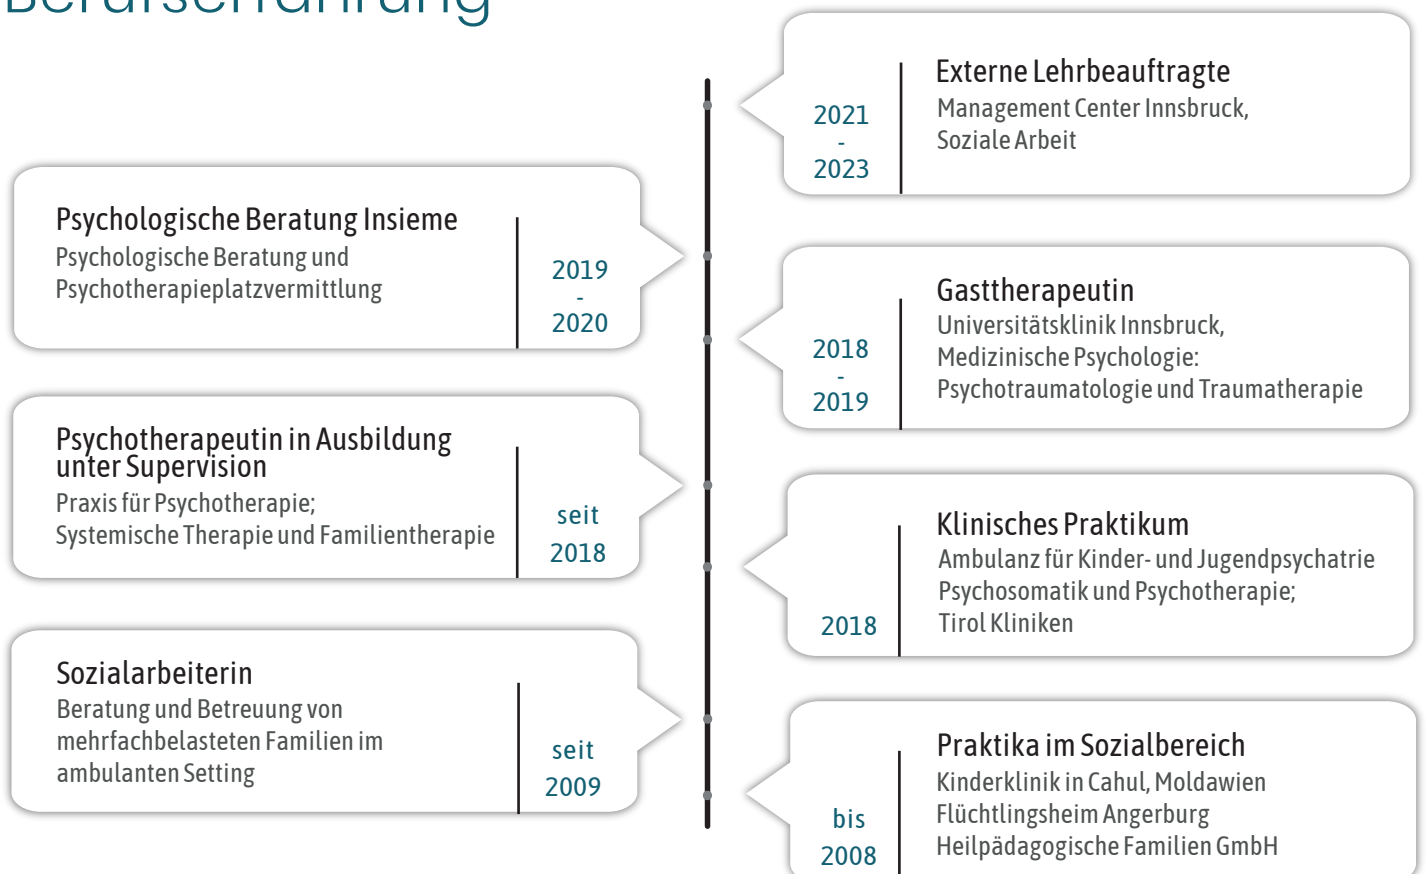 Berufserfahrung
Externe Lehrbeauftragte
Management Center Innsbruck,
Soziale Arbeit
2021
-
2023
Psychologische Beratung Insieme
Psychologische Beratung und
Psychotherapieplatzvermittlung
2019
-
2020
Gasttherapeutin
Universitätsklinik Innsbruck,
Medizinische Psychologie:
Psychotraumatologie und Traumatherapie
2018
-
2019
Psychotherapeutin in Ausbildung
unter Supervision
Praxis für Psychotherapie;
Systemische Therapie und Familientherapie
seit
2018
Klinisches Praktikum
Ambulanz für Kinder- und Jugendpsychatrie
Psychosomatik und Psychotherapie;
Tirol Kliniken
2018
Sozialarbeiterin
Beratung und Betreuung von
mehrfachbelasteten Familien im
ambulanten Setting
seit
2009
Praktika im Sozialbereich
Kinderklinik in Cahul, Moldawien
Flüchtlingsheim Angerburg
Heilpädagogische Familien GmbH
bis
2008